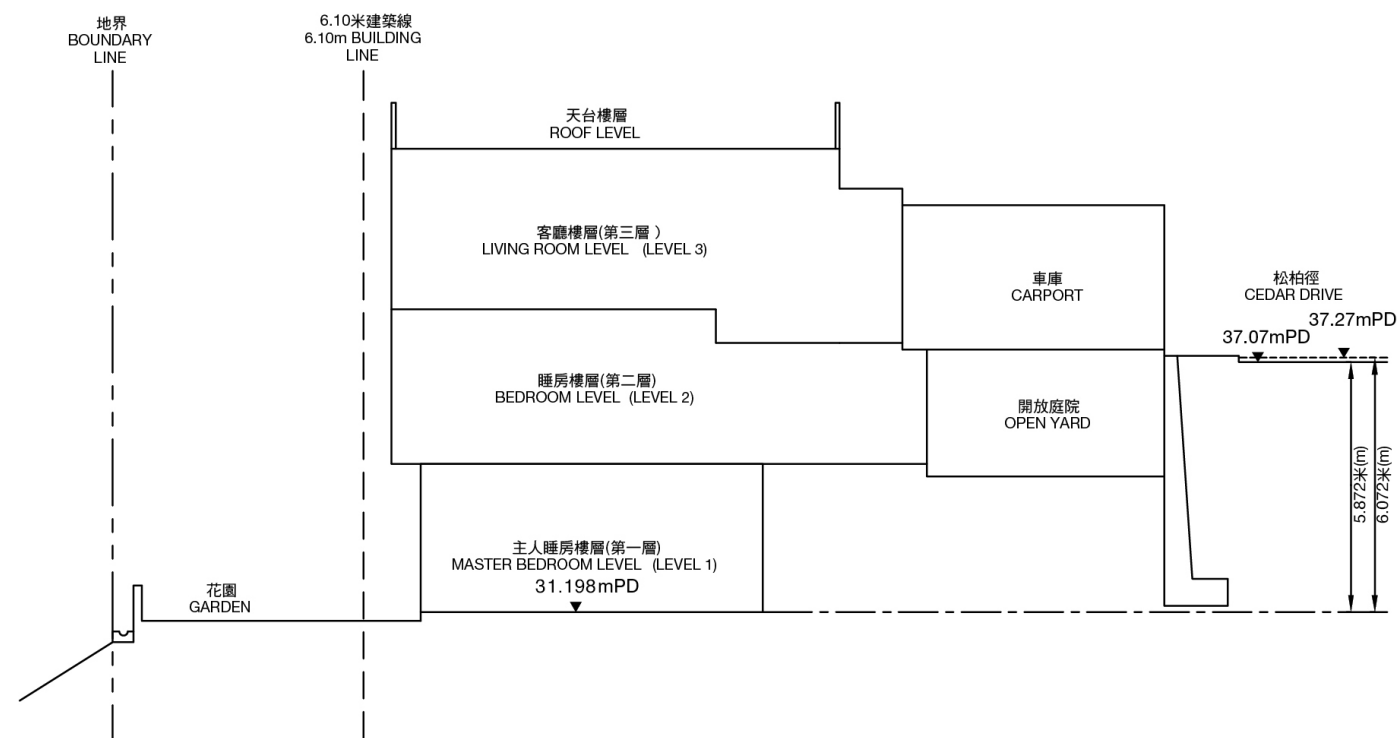 地界
BOUNDARY
LINE
6.10米建築線
6.10m BUILDING
LINE
天台樓層
ROOF LEVEL
客廳樓層(第三層 )
LIVING ROOM LEVEL (LEVEL 3)
車庫
CARPORT
松柏徑
CEDAR DRIVE
37.27mPD
37.07mPD
睡房樓層(第二層)
BEDROOM LEVEL (LEVEL 2)
開放庭院
OPEN YARD
5.872米(m)
6.072米(m)
主人睡房樓層(第一層)
MASTER BEDROOM LEVEL (LEVEL 1)
31.198mPD
花園
GARDEN